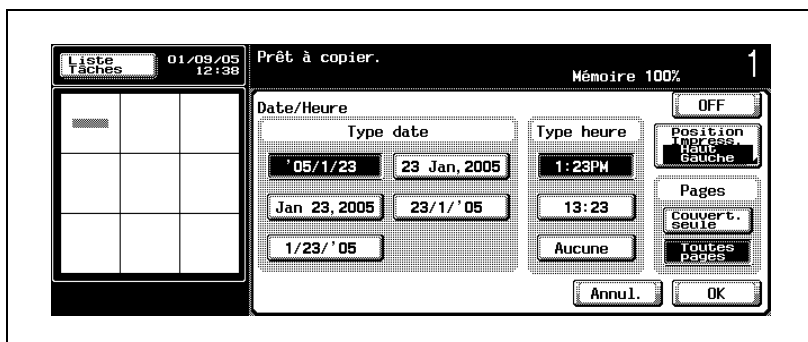 Liste
Tâches
01/09/05
12:38
Prêt à copier.
Mémoire 100%
1
Date/Heure
OFF
Type date
Type heure
Position
Impress.
Haut
Gauche
'05/1/23
23 Jan,2005
1:23PM
Jan 23,2005
23/1/'05
13:23
Pages
Couvert.
seule
1/23/'05
Aucune
Toutes
pages
Annul.
OK